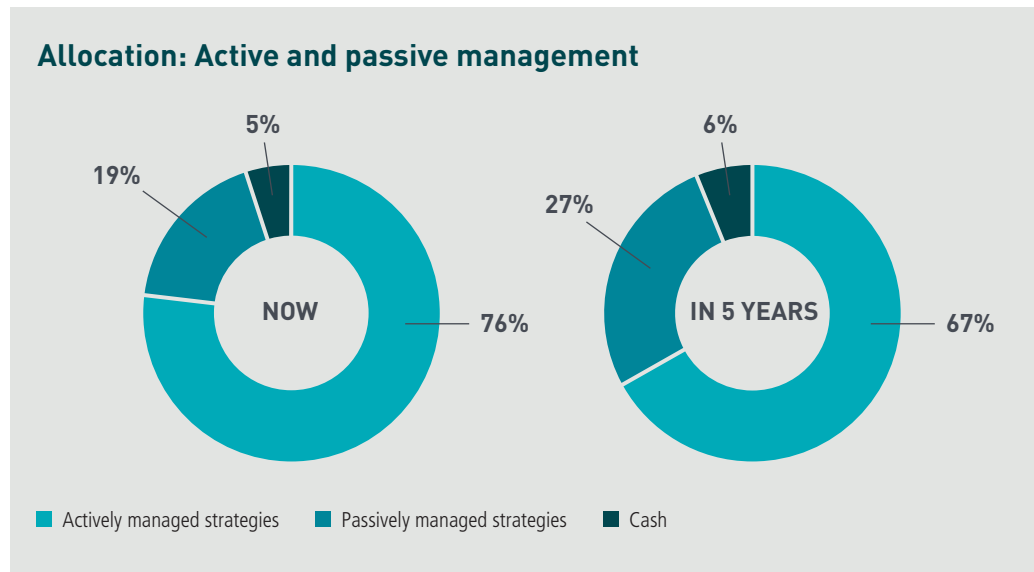 Allocation: Active and passive management
5%
19%
NOW
76%
6%
27%
IN 5 YEARS
67%
Actively managed strategies
Passively managed strategies
Cash